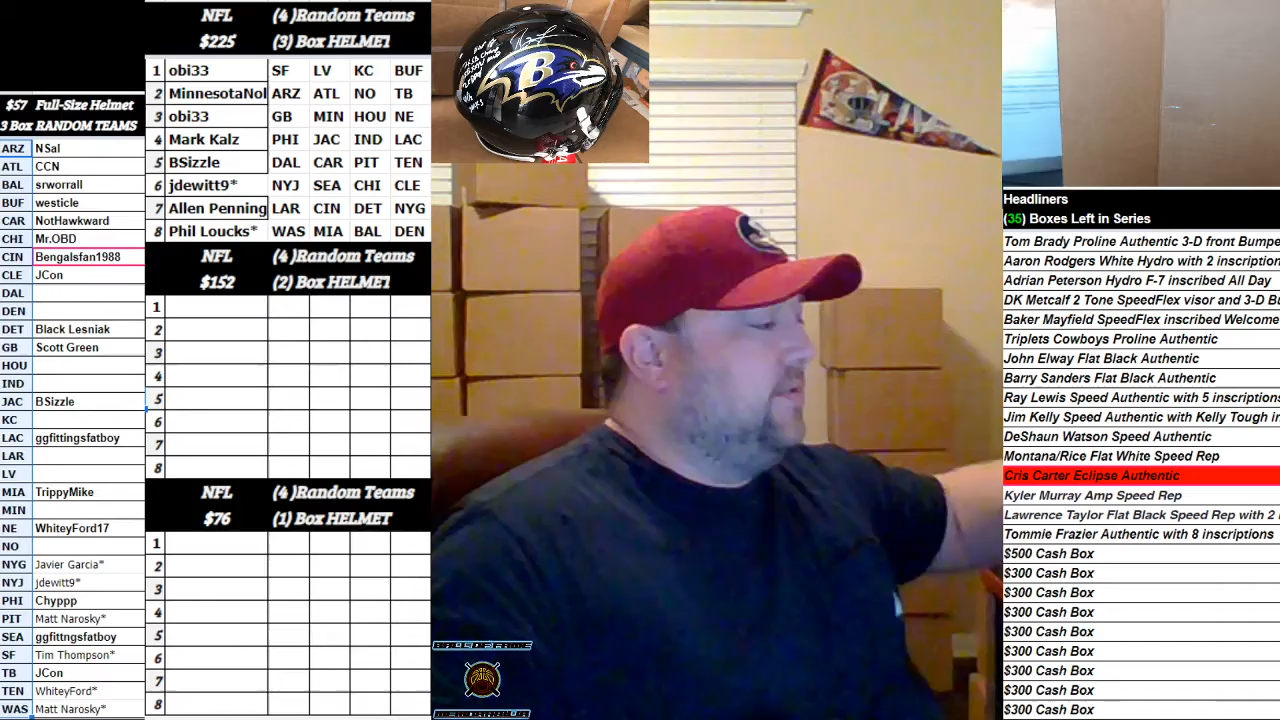 $57 Full-Size Helmet
3 Box RANDOM TEAMS
ARZ NSal
ATL CCN
BAL srworrall
BUF westicle
CAR NotHawkward
CHI Mr.OBD
CIN Bengalsfan1988
CLE JCon
DAL
DEN
DET Black Lesniak
GB Scott Green
HOU
IND
JAC BSizzle
KC
LAC ggfittingsfatboy
LAR
LV
MIA TrippyMike
MIN
NE WhiteyFord17
NO
NYG Javier Garcia*
NYJ jdewitt9*
PHI Chyppp
PIT Matt Narosky*
SEA ggfittngsfatboy
SF Tim Thompson*
TB JCon
TEN WhiteyFord*
WAS Matt Narosky*
NFL (4 )Random Teams
$225 (3) Box HELMET
1 obi33 SF LV KC BUF
2 MinnesotaNol ARZ ATL NO TB
3 obi33 GB MIN HOU NE
4 Mark Kalz PHI JAC IND LAC
5 BSizzle DAL CAR PIT TEN
6 jdewitt9* NYJ SEA CHI CLE
7 Allen Penning LAR CIN DET NYG
8 Phil Loucks* WAS MIA BAL DEN
NFL (4 )Random Teams
$152 (2) Box HELMET
1
2
3
4
5
6
7
8
NFL (4 )Random Teams
$76 (1) Box HELMET
1
2
3
4
5
6
7
8
B
BALLS OF FAME
Headliners
(35) Boxes Left in Series
Tom Brady Proline Authentic 3-D front Bumpe
Aaron Rodgers White Hydro with 2 inscription
Adrian Peterson Hydro F-7 inscribed All Day
DK Metcalf 2 Tone SpeedFlex visor and 3-D B
Baker Mayfield SpeedFlex inscribed Welcome
Triplets Cowboys Proline Authentic
John Elway Flat Black Authentic
Barry Sanders Flat Black Authentic
Ray Lewis Speed Authentic with 5 inscriptions
Jim Kelly Speed Authentic with Kelly Tough in
DeShaun Watson Speed Authentic
Montana/Rice Flat White Speed Rep
Cris Carter Eclipse Authentic
Kyler Murray Amp Speed Rep
Lawrence Taylor Flat Black Speed Rep with 2 i
Tommie Frazier Authentic with 8 inscriptions
$500 Cash Box
$300 Cash Box
$300 Cash Box
$300 Cash Box
$300 Cash Box
$300 Cash Box
$300 Cash Box
$300 Cash Box
$300 Cash Box